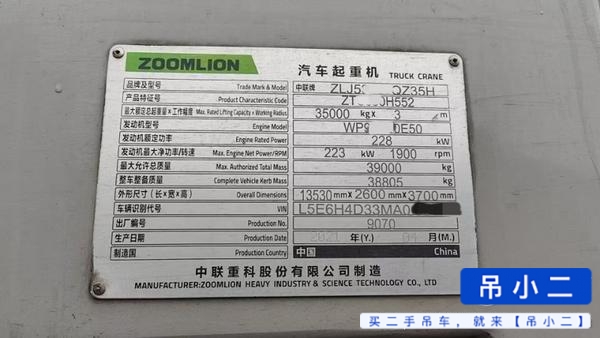 ZOOMLION 汽车起重机 TRUCK CRANE
品牌及型号 Trade Mark & Model 中联牌 QZ35H
产品特征号 Product Characteristic Code H552
最大额定总起重量×工作幅度 Max. Rated Lifting Capacity × Working Radius 35000 kg x 3 m
发动机型号 Engine Model DE50
发动机额定功率 Engine Rated Power 228 kW
发动机最大净功率/转速 Max. Engine Net Power/RPM 223 kW 1900 rpm
最大允许总质量 Max. Authorized Total Mass 39000 kg
整车整备质量 Complete Vehicle Kerb Mass 38805 kg
外形尺寸（长×宽×高） Overall Dimensions 13530 mm x 2600 mm x 3700 mm
车辆识别代号 VIN L5E6H4D33MA0
出厂编号 Production No. 9070
生产日期 Production Date 2021 年(Y.) 月(M.)
制造国 Production Country 中国 China
中联重科股份有限公司制造
MANUFACTURER:ZOOMLION HEAVY INDUSTRY & SCIENCE TECHNOLOGY CO., LTD
吊小二
买二手吊车，就来【吊小二】